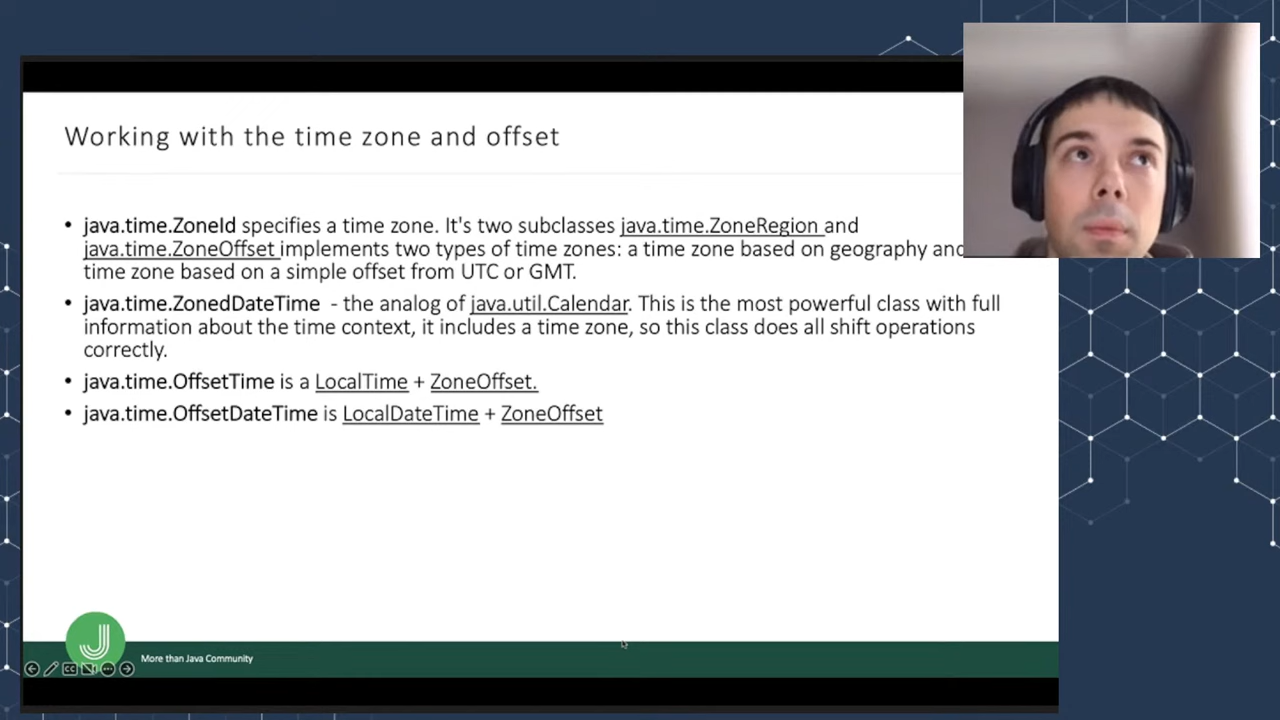 Working with the time zone and offset
• java.time.ZoneId specifies a time zone. It's two subclasses java.time.ZoneRegion and
java.time.ZoneOffset implements two types of time zones: a time zone based on geography and
time zone based on a simple offset from UTC or GMT.
• java.time.ZonedDateTime - the analog of java.util.Calendar. This is the most powerful class with full
information about the time context, it includes a time zone, so this class does all shift operations
correctly.
• java.time.OffsetTime is a LocalTime + ZoneOffset.
• java.time.OffsetDateTime is LocalDateTime + ZoneOffset
J
More than Java Community
CC